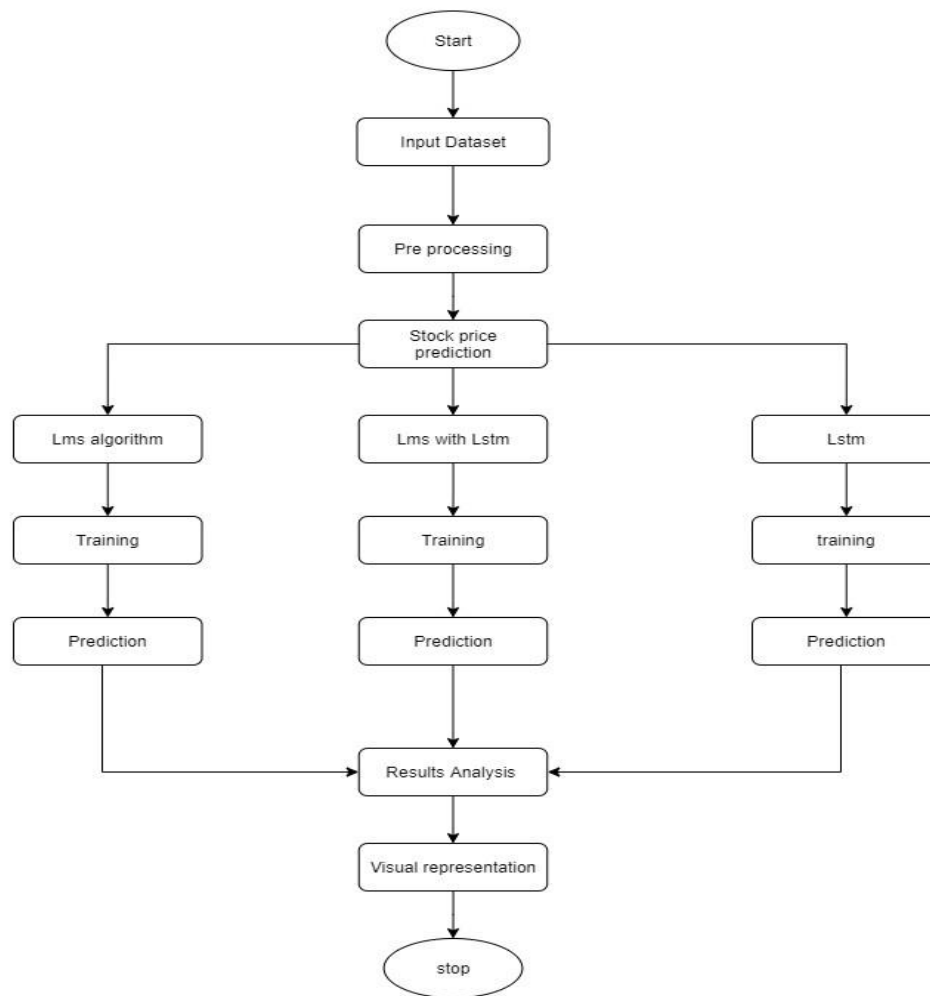 Start
Input Dataset
Pre processing
Stock price
prediction
Lms algorithm
Lms with Lstm
Lstm
Training
Training
training
Prediction
Prediction
Prediction
Results Analysis
Visual representation
stop